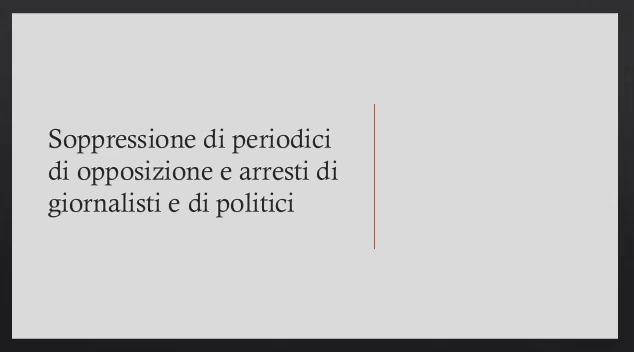 Soppressione di periodici
di opposizione e arresti di
giornalisti e di politici